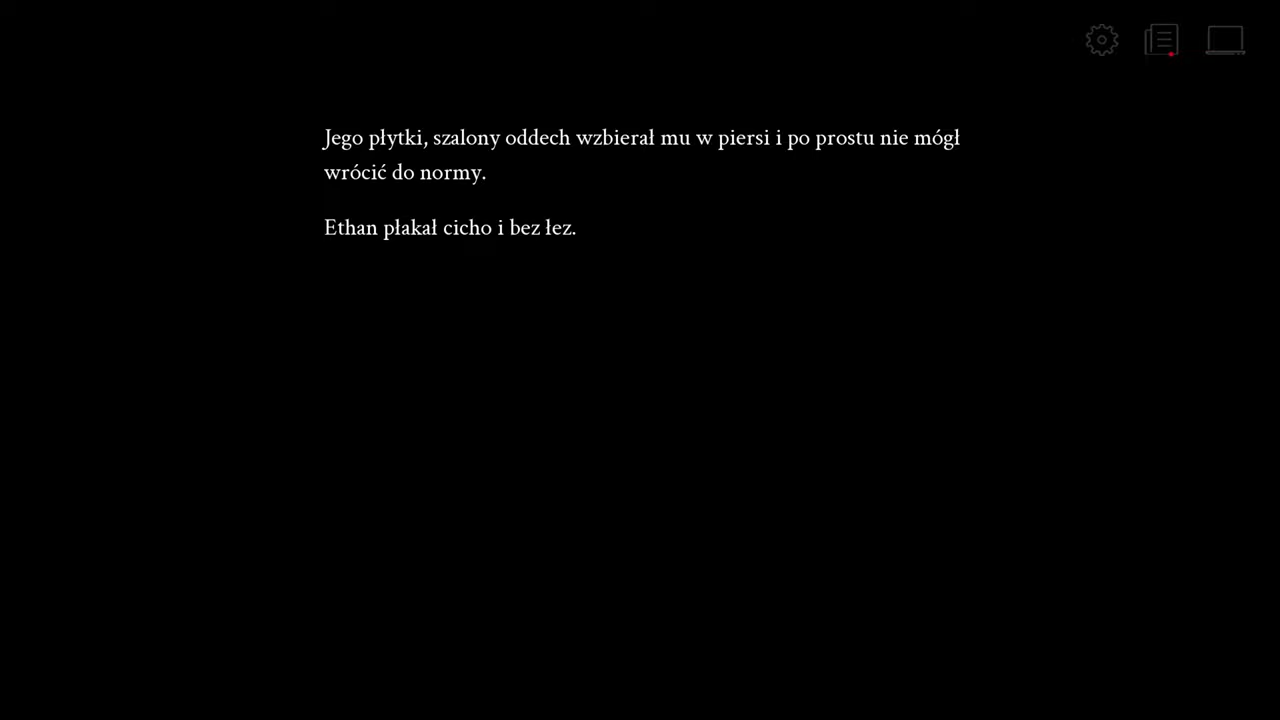 Jego płytki, szalony oddech wzbierał mu w piersi i po prostu nie mógł
wrócić do normy.
Ethan płakał cicho i bez łez.